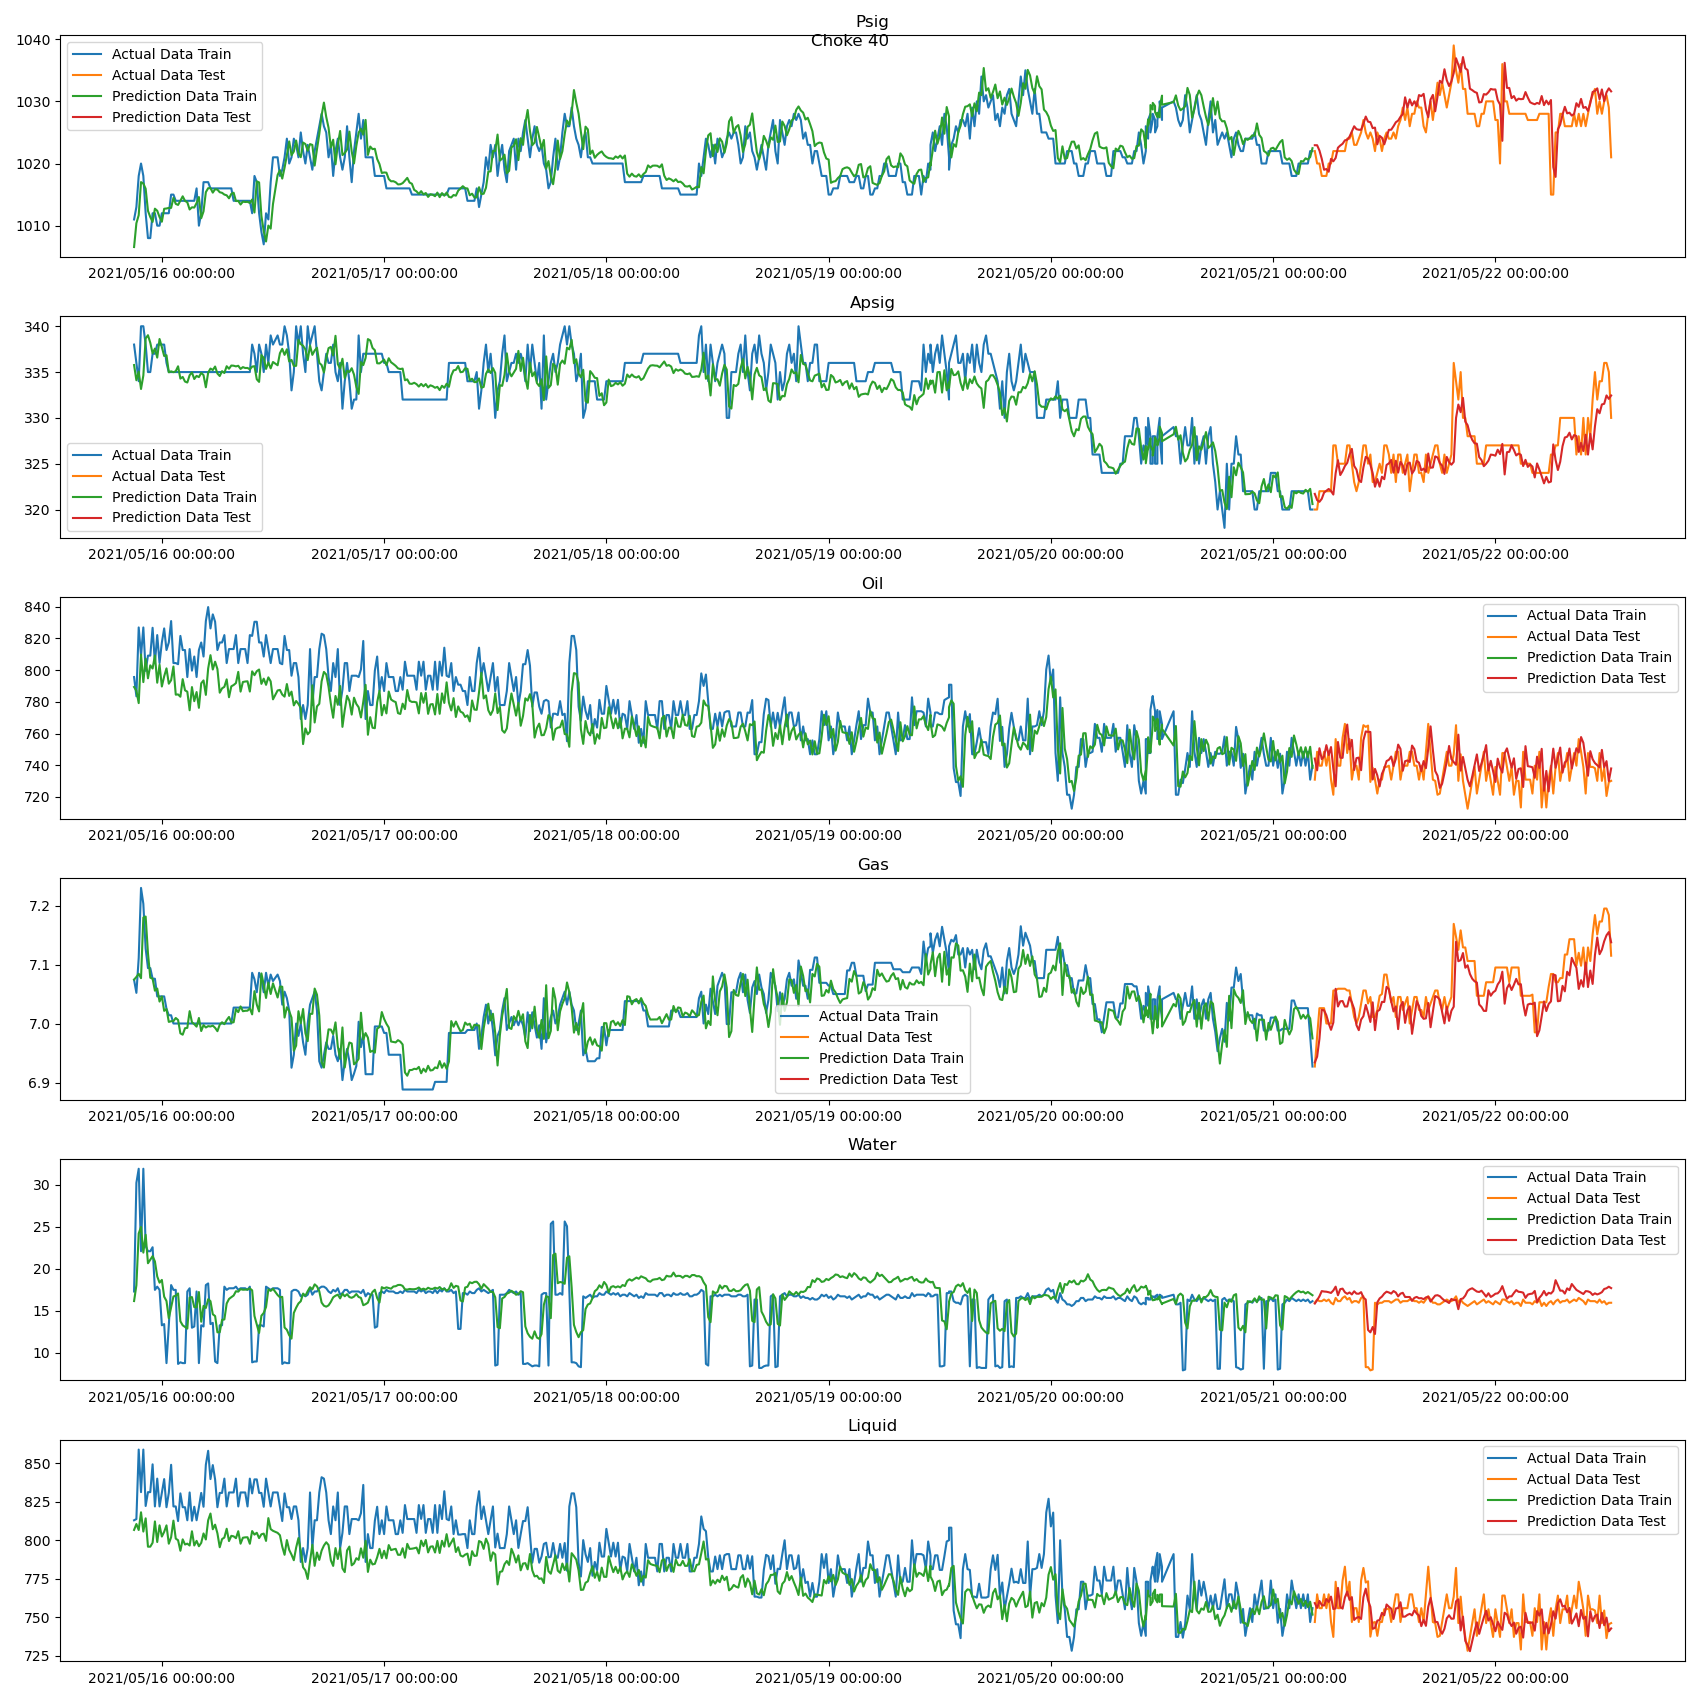 Psig
Choke 40
1040
1030
1020
1010
Actual Data Train
Actual Data Test
Prediction Data Train
Prediction Data Test
2021/05/16 00:00:00
2021/05/17 00:00:00
2021/05/18 00:00:00
2021/05/19 00:00:00
2021/05/20 00:00:00
2021/05/21 00:00:00
2021/05/22 00:00:00
Apsig
340
335
330
325
320
Actual Data Train
Actual Data Test
Prediction Data Train
Prediction Data Test
2021/05/16 00:00:00
2021/05/17 00:00:00
2021/05/18 00:00:00
2021/05/19 00:00:00
2021/05/20 00:00:00
2021/05/21 00:00:00
2021/05/22 00:00:00
Oil
840
820
800
780
760
740
720
Actual Data Train
Actual Data Test
Prediction Data Train
Prediction Data Test
2021/05/16 00:00:00
2021/05/17 00:00:00
2021/05/18 00:00:00
2021/05/19 00:00:00
2021/05/20 00:00:00
2021/05/21 00:00:00
2021/05/22 00:00:00
Gas
7.2
7.1
7.0
6.9
Actual Data Train
Actual Data Test
Prediction Data Train
Prediction Data Test
2021/05/16 00:00:00
2021/05/17 00:00:00
2021/05/18 00:00:00
2021/05/19 00:00:00
2021/05/20 00:00:00
2021/05/21 00:00:00
2021/05/22 00:00:00
Water
30
25
20
15
10
Actual Data Train
Actual Data Test
Prediction Data Train
Prediction Data Test
2021/05/16 00:00:00
2021/05/17 00:00:00
2021/05/18 00:00:00
2021/05/19 00:00:00
2021/05/20 00:00:00
2021/05/21 00:00:00
2021/05/22 00:00:00
Liquid
850
825
800
775
750
725
Actual Data Train
Actual Data Test
Prediction Data Train
Prediction Data Test
2021/05/16 00:00:00
2021/05/17 00:00:00
2021/05/18 00:00:00
2021/05/19 00:00:00
2021/05/20 00:00:00
2021/05/21 00:00:00
2021/05/22 00:00:00